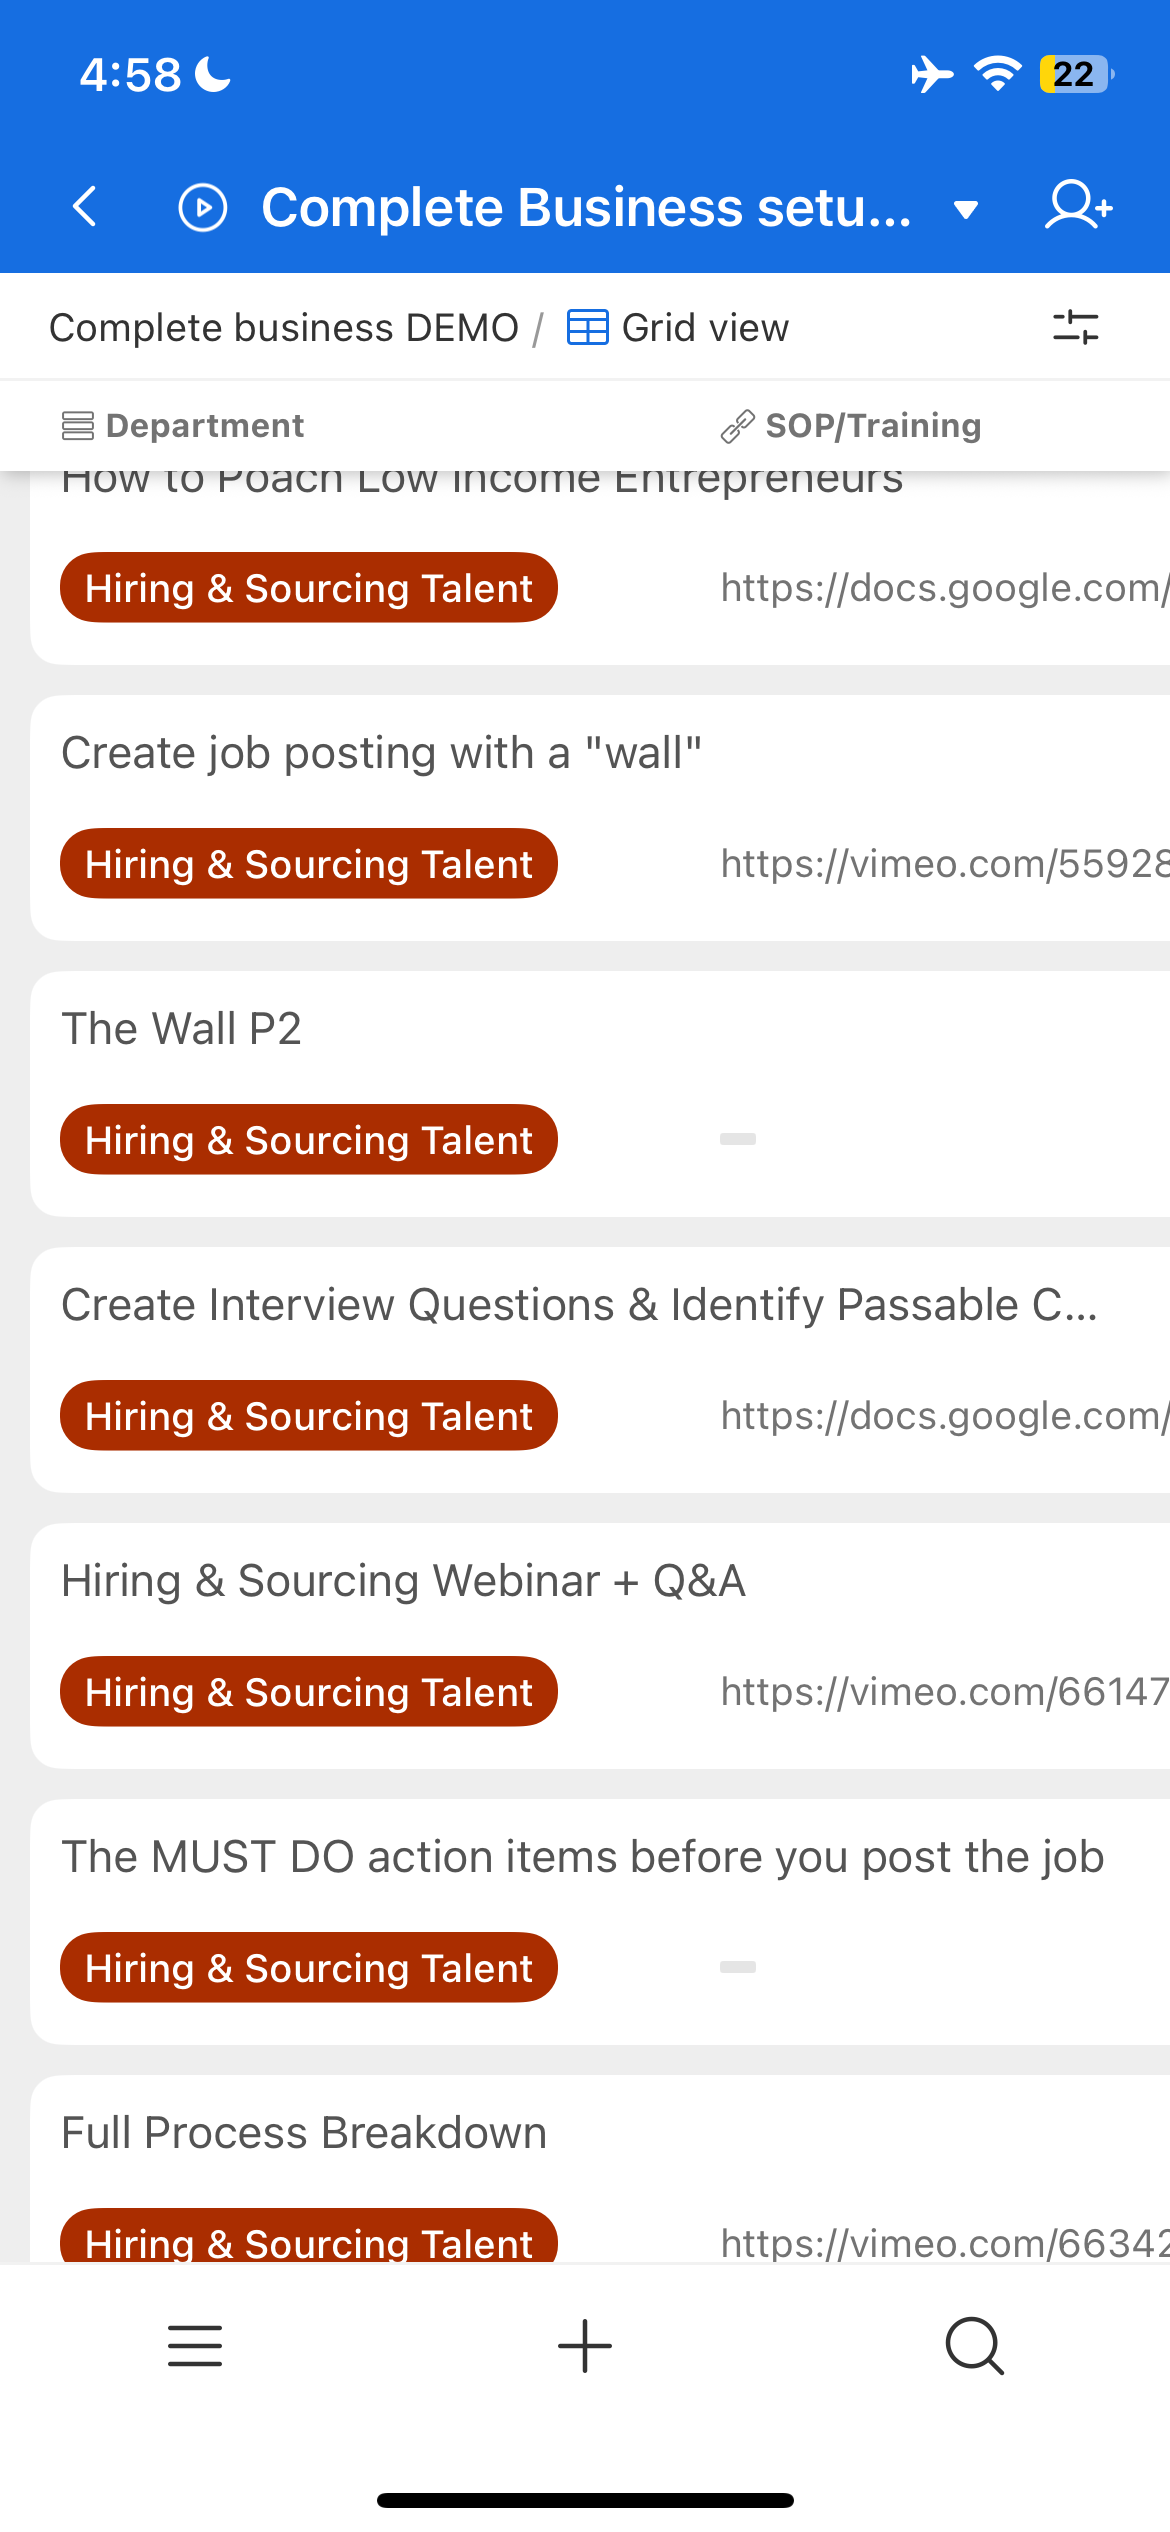 4:58
22
Complete Business setu...
Complete business DEMO / Grid view
Department SOP/Training
How to Poach Low Income Entrepreneurs
Hiring & Sourcing Talent https://docs.google.com/
Create job posting with a "wall"
Hiring & Sourcing Talent https://vimeo.com/55928
The Wall P2
Hiring & Sourcing Talent
Create Interview Questions & Identify Passable C...
Hiring & Sourcing Talent https://docs.google.com/
Hiring & Sourcing Webinar + Q&A
Hiring & Sourcing Talent https://vimeo.com/66147
The MUST DO action items before you post the job
Hiring & Sourcing Talent
Full Process Breakdown
Hiring & Sourcing Talent https://vimeo.com/66342